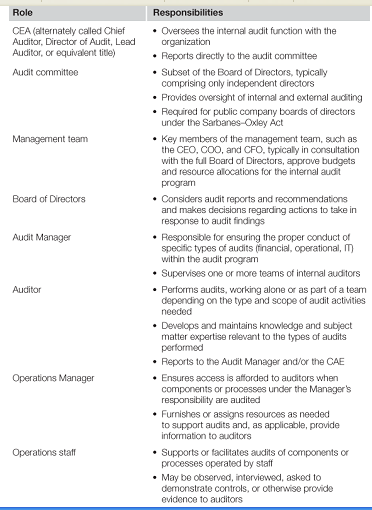 Role Responsibilities
CEA (alternately called Chief
Auditor, Director of Audit, Lead
Auditor, or equivalent title)
• Oversees the internal audit function with the
organization
• Reports directly to the audit committee
Audit committee
• Subset of the Board of Directors, typically
comprising only independent directors
• Provides oversight of internal and external auditing
• Required for public company boards of directors
under the Sarbanes–Oxley Act
Management team
• Key members of the management team, such as
the CEO, COO, and CFO, typically in consultation
with the full Board of Directors, approve budgets
and resource allocations for the internal audit
program
Board of Directors
• Considers audit reports and recommendations
and makes decisions regarding actions to take in
response to audit findings
Audit Manager
• Responsible for ensuring the proper conduct of
specific types of audits (financial, operational, IT)
within the audit program
• Supervises one or more teams of internal auditors
Auditor
• Performs audits, working alone or as part of a team
depending on the type and scope of audit activities
needed
• Develops and maintains knowledge and subject
matter expertise relevant to the types of audits
performed
• Reports to the Audit Manager and/or the CAE
Operations Manager
• Ensures access is afforded to auditors when
components or processes under the Manager's
responsibility are audited
• Furnishes or assigns resources as needed
to support audits and, as applicable, provide
information to auditors
Operations staff
• Supports or facilitates audits of components or
processes operated by staff
• May be observed, interviewed, asked to
demonstrate controls, or otherwise provide
evidence to auditors